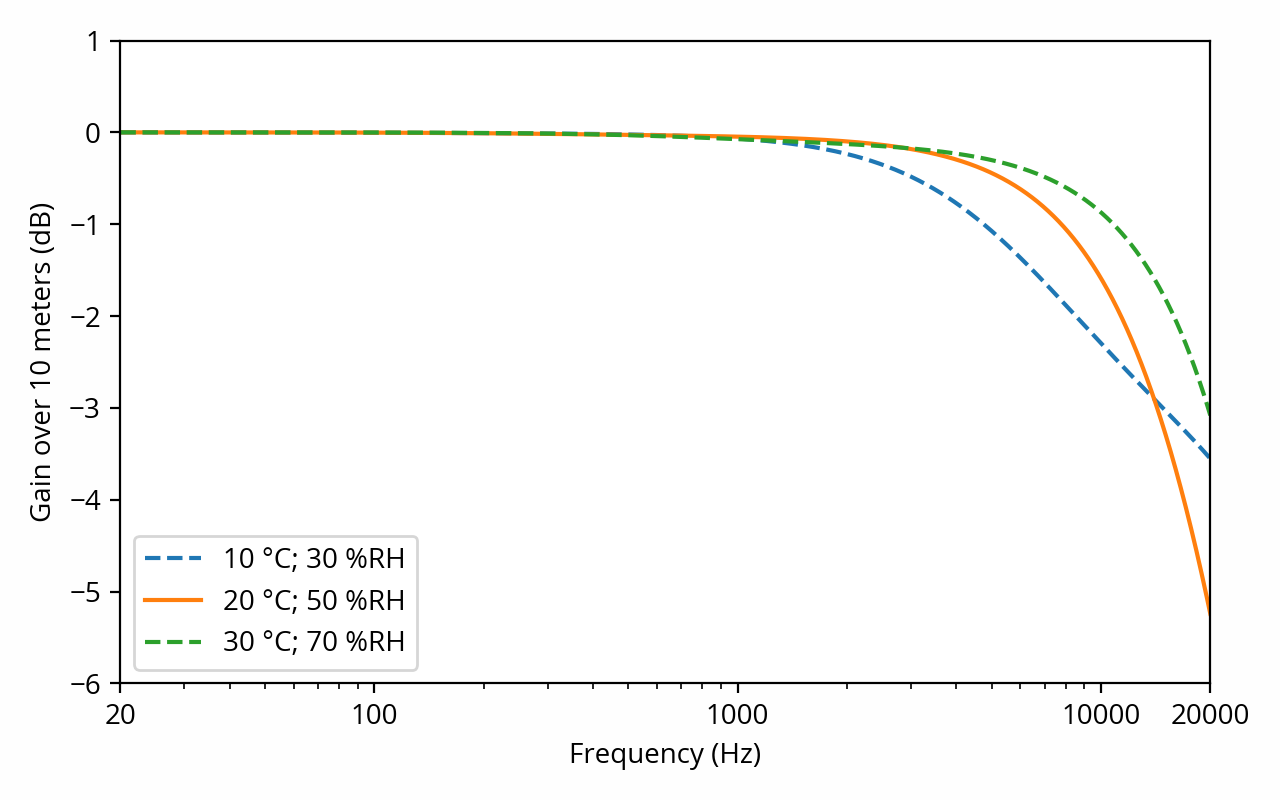 1
0
−1
−2
−3
−4
−5
−6
Gain over 10 meters (dB)
10 °C; 30 %RH
20 °C; 50 %RH
30 °C; 70 %RH
20 100 1000 10000 20000
Frequency (Hz)